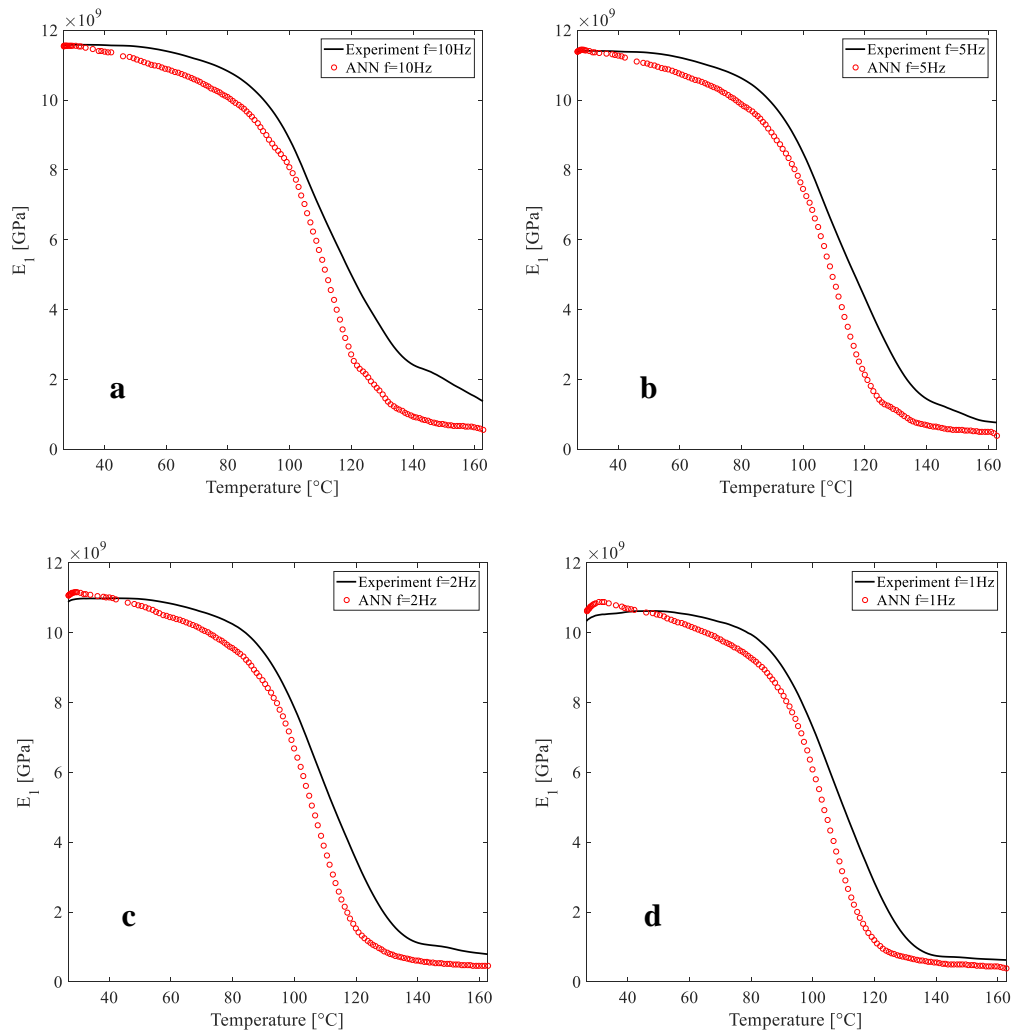 ×10⁹
12
10
8
6
4
2
0
E₁ [GPa]
Experiment f=10Hz
ANN f=10Hz
a
40 60 80 100 120 140 160
Temperature [°C]
×10⁹
12
10
8
6
4
2
0
E₁ [GPa]
Experiment f=5Hz
ANN f=5Hz
b
40 60 80 100 120 140 160
Temperature [°C]
×10⁹
12
10
8
6
4
2
0
E₁ [GPa]
Experiment f=2Hz
ANN f=2Hz
c
40 60 80 100 120 140 160
Temperature [°C]
×10⁹
12
10
8
6
4
2
0
E₁ [GPa]
Experiment f=1Hz
ANN f=1Hz
d
40 60 80 100 120 140 160
Temperature [°C]